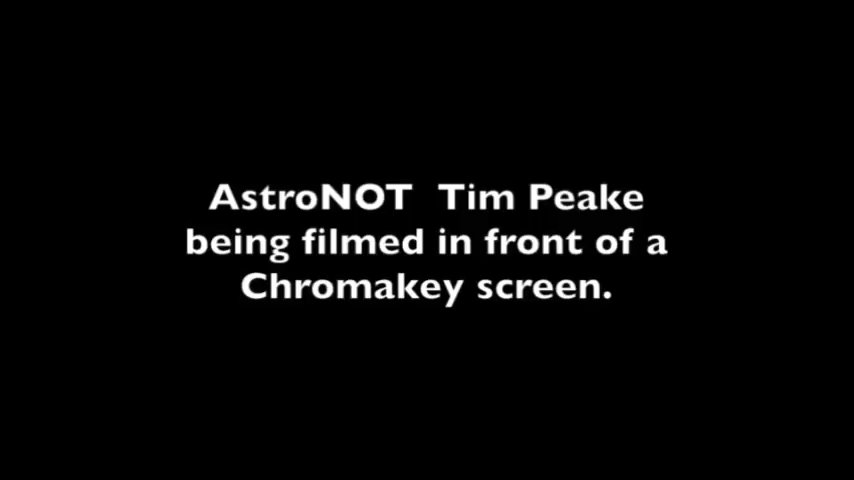 AstroNOT Tim Peake
being filmed in front of a
Chromakey screen.